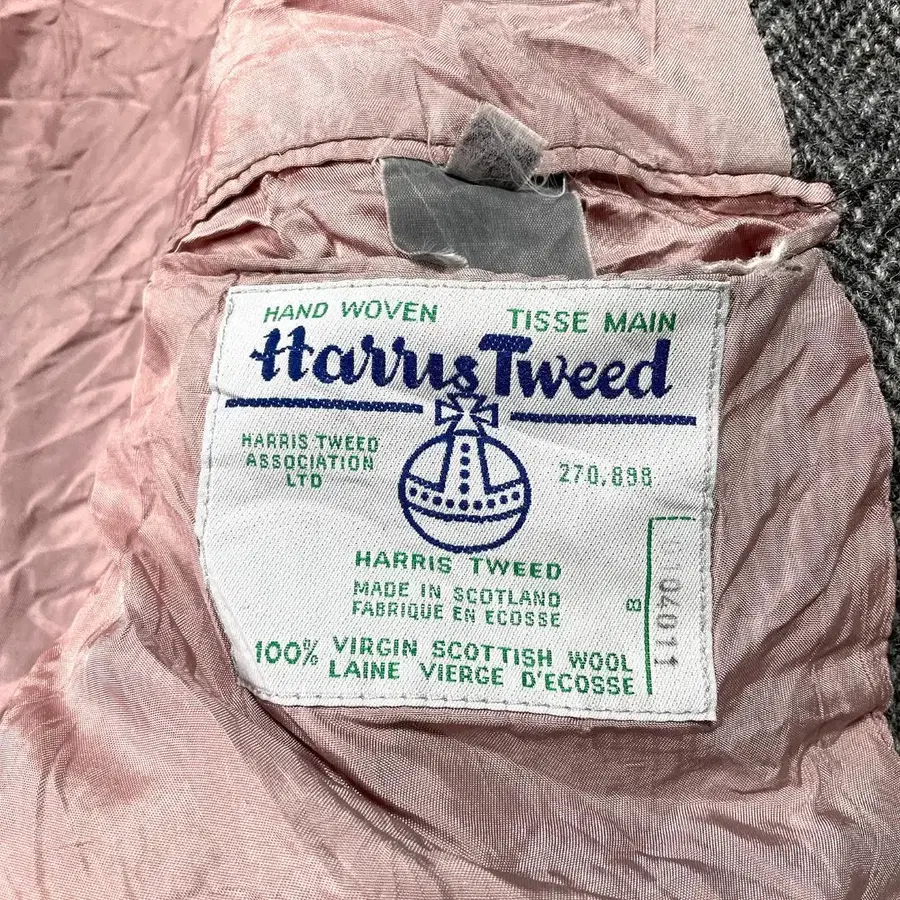 HAND WOVEN TISSE MAIN
Harris Tweed
HARRIS TWEED
ASSOCIATION
LTD
270,898
HARRIS TWEED
MADE IN SCOTLAND
FABRIQUE EN ECOSSE
100% VIRGIN SCOTTISH WOOL
LAINE VIERGE D'ECOSSE
B